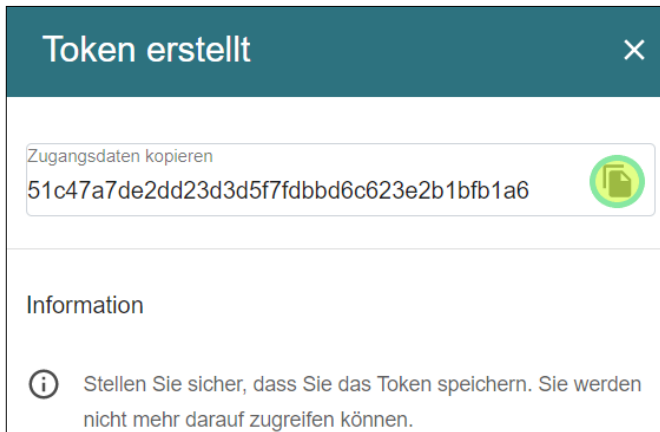 Token erstellt
Zugangsdaten kopieren
51c47a7de2dd23d3d5f7fdbbd6c623e2b1bfb1a6
Information
Stellen Sie sicher, dass Sie das Token speichern. Sie werden
nicht mehr darauf zugreifen können.